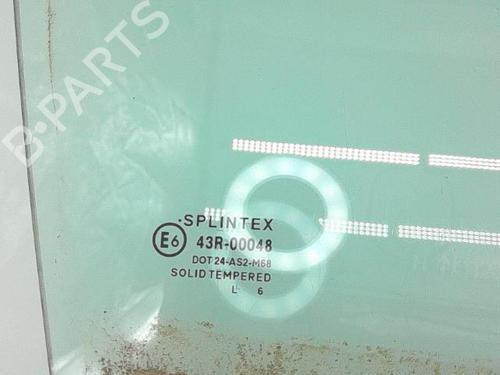 B-PARTS
SPLINTEX
E6 43R-00048
DOT 24-AS2-M68
SOLID TEMPERED
L 6